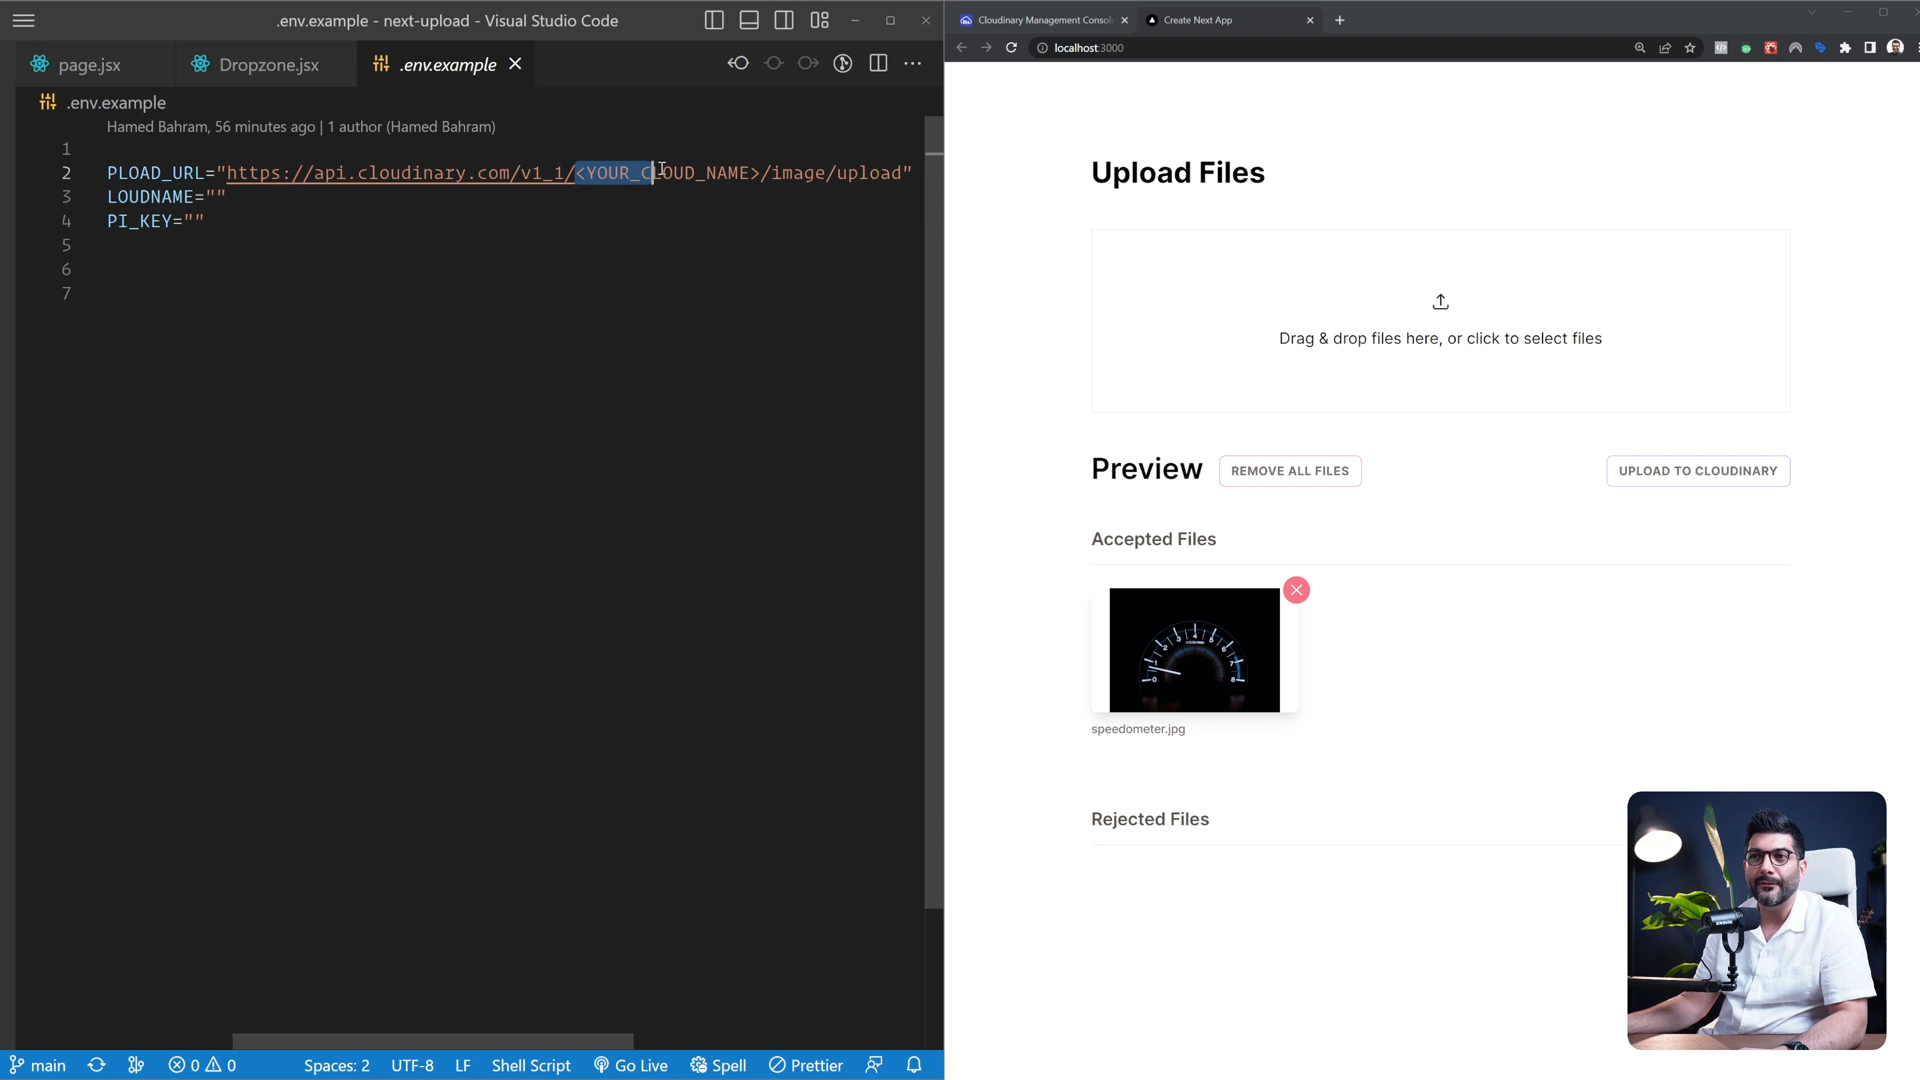 .env.example - next-upload - Visual Studio Code
page.jsx
Dropzone.jsx
.env.example
.env.example
Hamed Bahram, 56 minutes ago | 1 author (Hamed Bahram)
1
2 PLOAD_URL="https://api.cloudinary.com/v1_1/<YOUR_CLOUD_NAME>/image/upload"
3 LOUDNAME=""
4 PI_KEY=""
5
6
7
main
0 0
Spaces: 2
UTF-8
LF
Shell Script
Go Live
Spell
Prettier
Cloudinary Management Consol
Create Next App
localhost:3000
Upload Files
Drag & drop files here, or click to select files
Preview
REMOVE ALL FILES
UPLOAD TO CLOUDINARY
Accepted Files
speedometer.jpg
Rejected Files